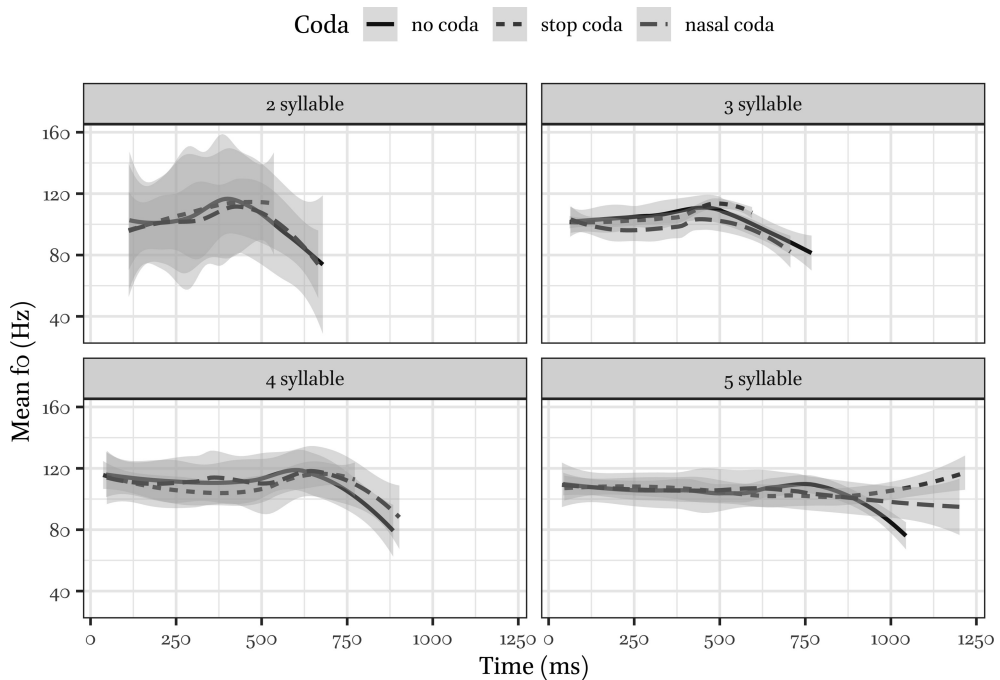 Coda no coda stop coda nasal coda
2 syllable 3 syllable
160
120
80
40
4 syllable 5 syllable
160
120
80
40
0 250 500 750 1000 1250 0 250 500 750 1000 1250
Time (ms)
Mean f0 (Hz)